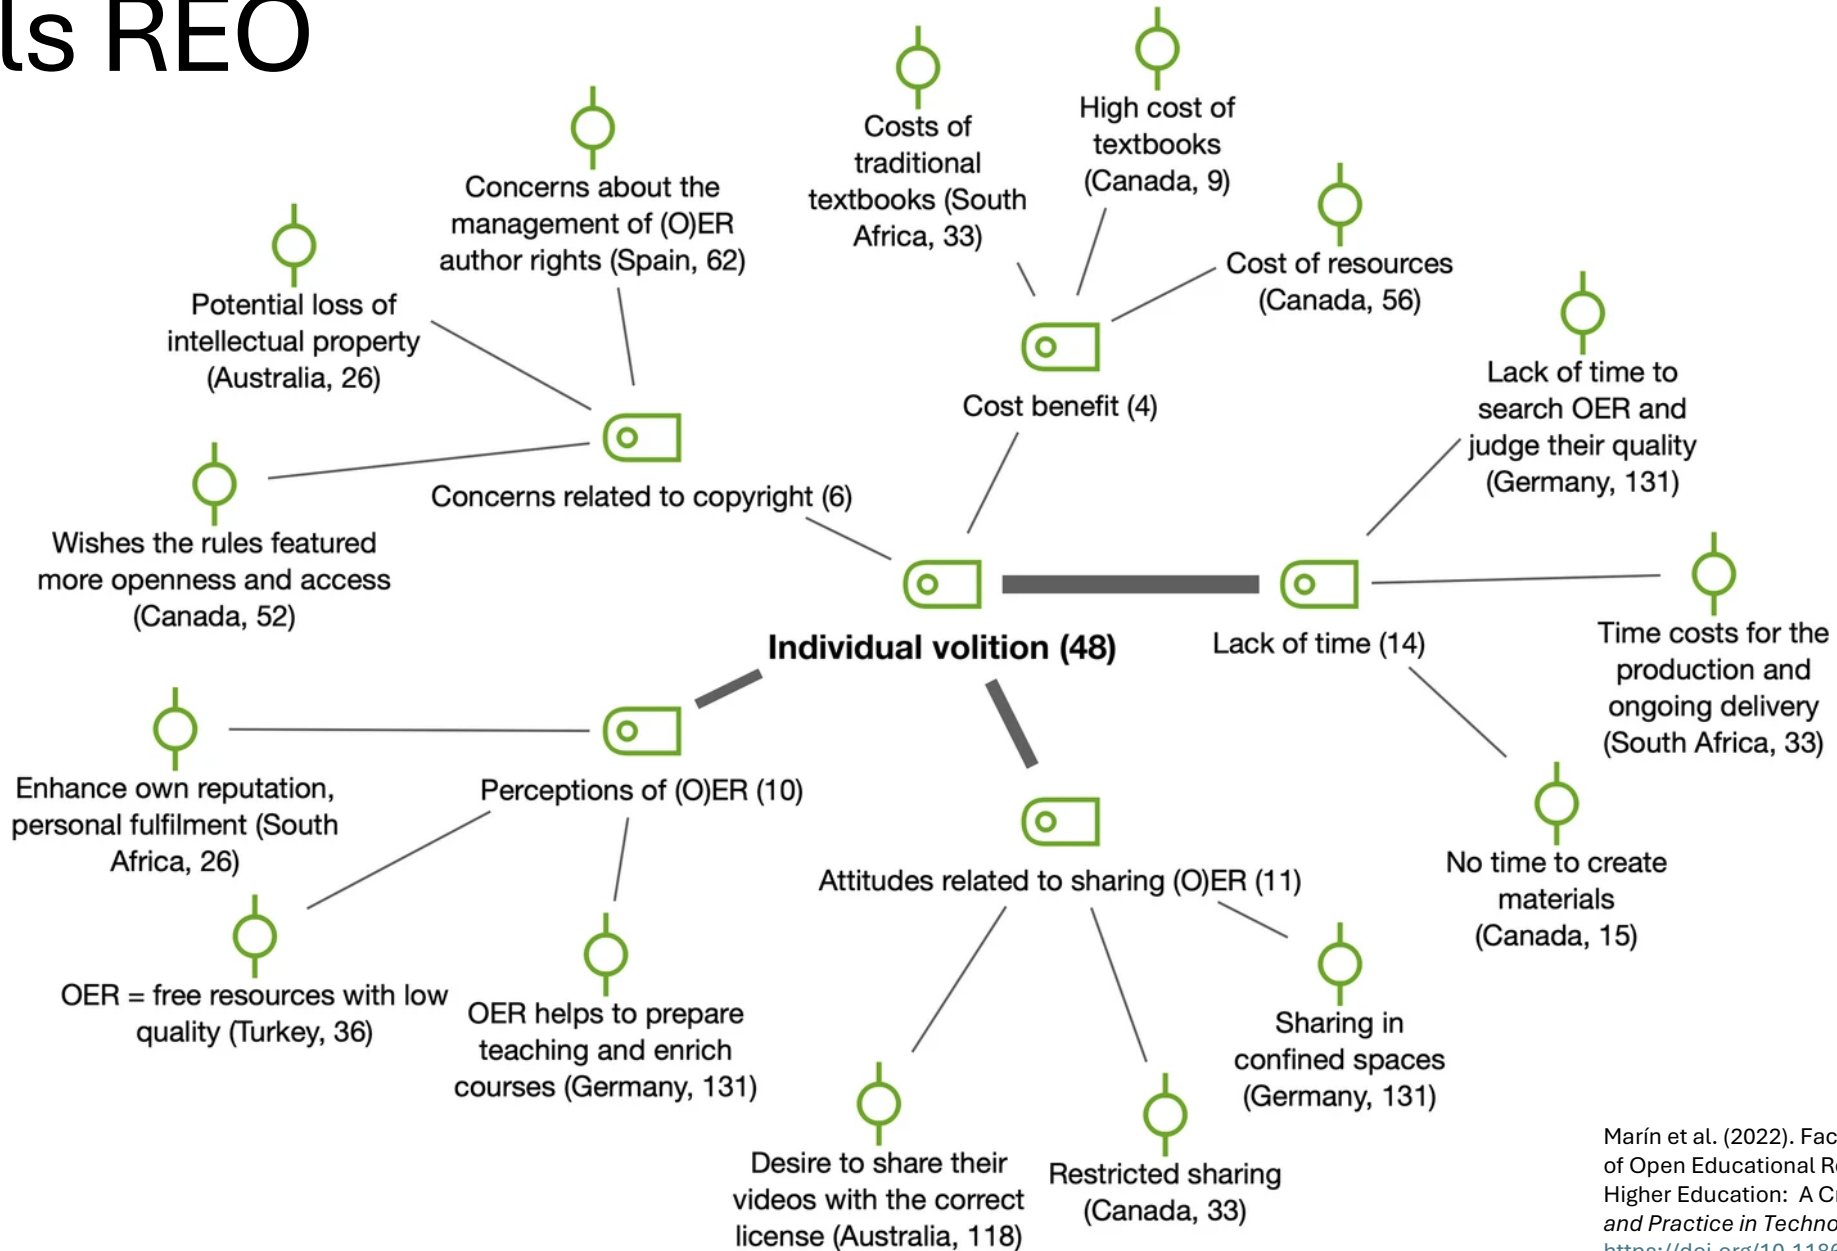 ls REO
High cost of
textbooks
(Canada, 9)
Costs of
traditional
textbooks (South
Africa, 33)
Concerns about the
management of (O)ER
author rights (Spain, 62)
Cost of resources
(Canada, 56)
Potential loss of
intellectual property
(Australia, 26)
Lack of time to
search OER and
judge their quality
(Germany, 131)
Cost benefit (4)
Concerns related to copyright (6)
Wishes the rules featured
more openness and access
(Canada, 52)
Individual volition (48)
Lack of time (14)
Time costs for the
production and
ongoing delivery
(South Africa, 33)
Enhance own reputation,
personal fulfilment (South
Africa, 26)
Perceptions of (O)ER (10)
Attitudes related to sharing (O)ER (11)
No time to create
materials
(Canada, 15)
OER = free resources with low
quality (Turkey, 36)
OER helps to prepare
teaching and enrich
courses (Germany, 131)
Sharing in
confined spaces
(Germany, 131)
Desire to share their
videos with the correct
license (Australia, 118)
Restricted sharing
(Canada, 33)
Marín et al. (2022). Fac
of Open Educational Re
Higher Education: A Cr
and Practice in Techno
https://doi.org/10.1186